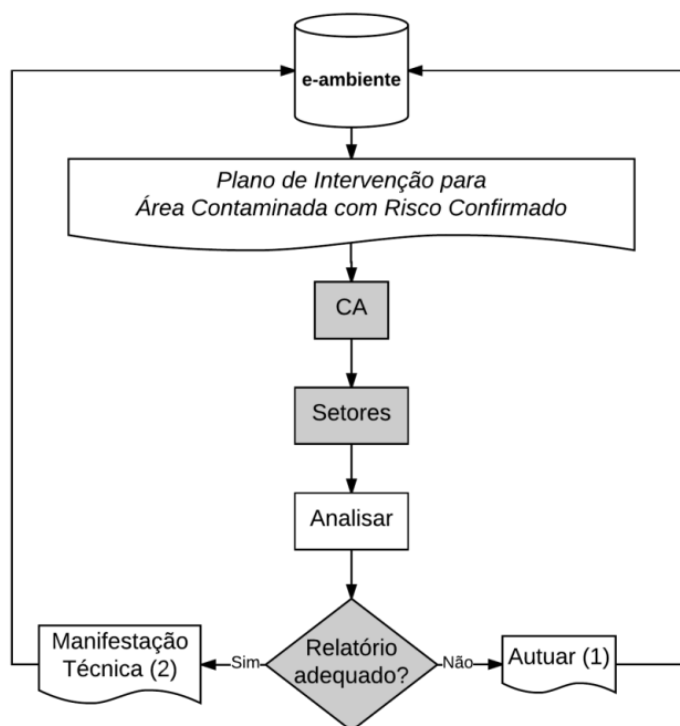 e-ambiente
Plano de Intervenção para
Área Contaminada com Risco Confirmado
CA
Setores
Analisar
Relatório
adequado?
Sim
Não
Manifestação
Técnica (2)
Autuar (1)